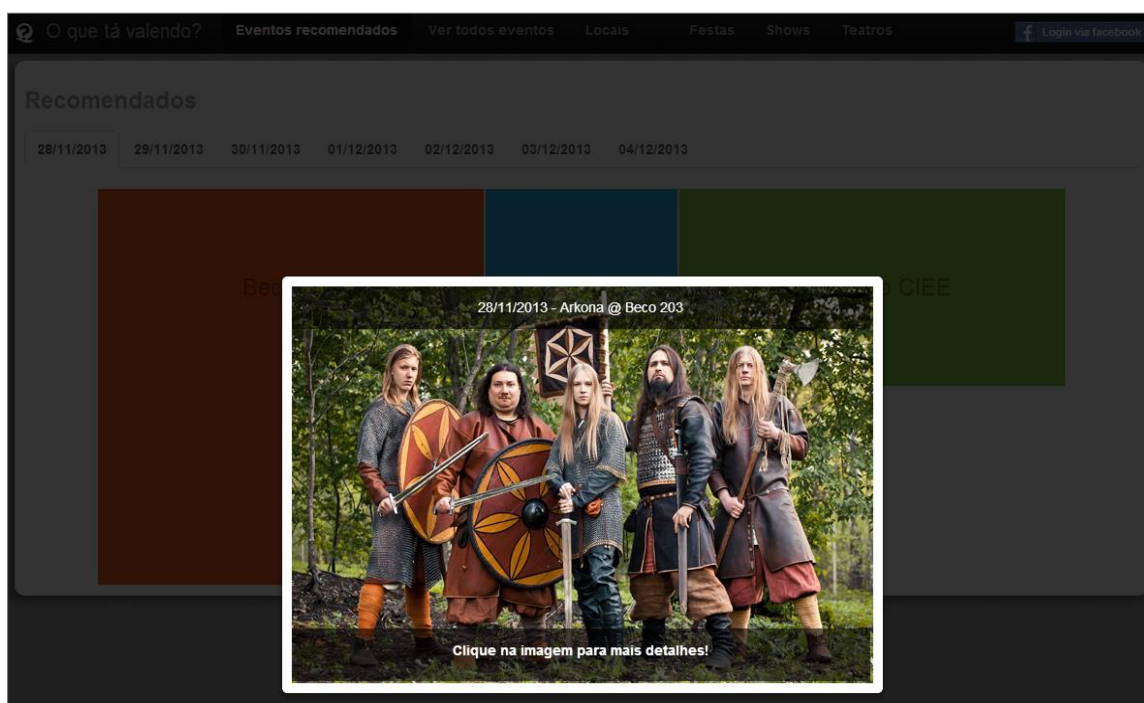 O que tá valendo? Eventos recomendados Ver todos eventos Locais Festas Shows Teatros Login via facebook
Recomendados
28/11/2013 29/11/2013 30/11/2013 01/12/2013 02/12/2013 03/12/2013 04/12/2013
CIEE
28/11/2013 - Arkona @ Beco 203
Clique na imagem para mais detalhes!